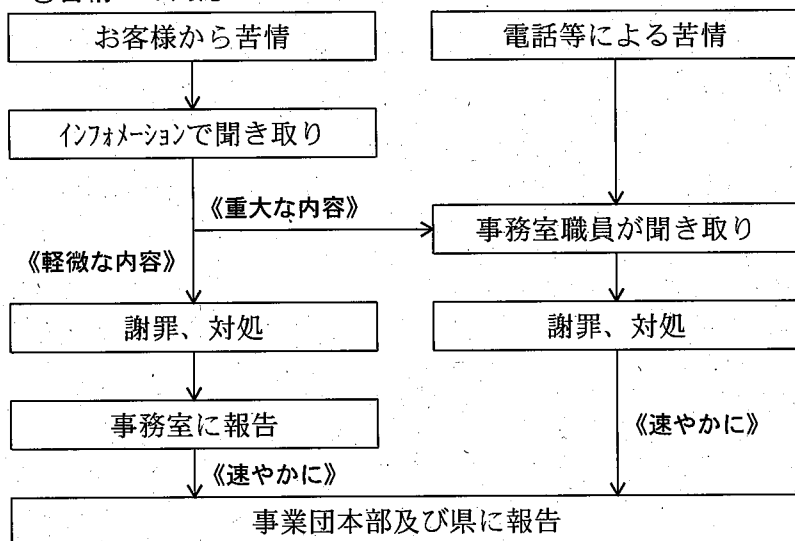 お客様から苦情
電話等による苦情
インフォメーションで聞き取り
《重大な内容》
事務室職員が聞き取り
《軽微な内容》
謝罪、対処
謝罪、対処
事務室に報告
《速やかに》
《速やかに》
事業団本部及び県に報告